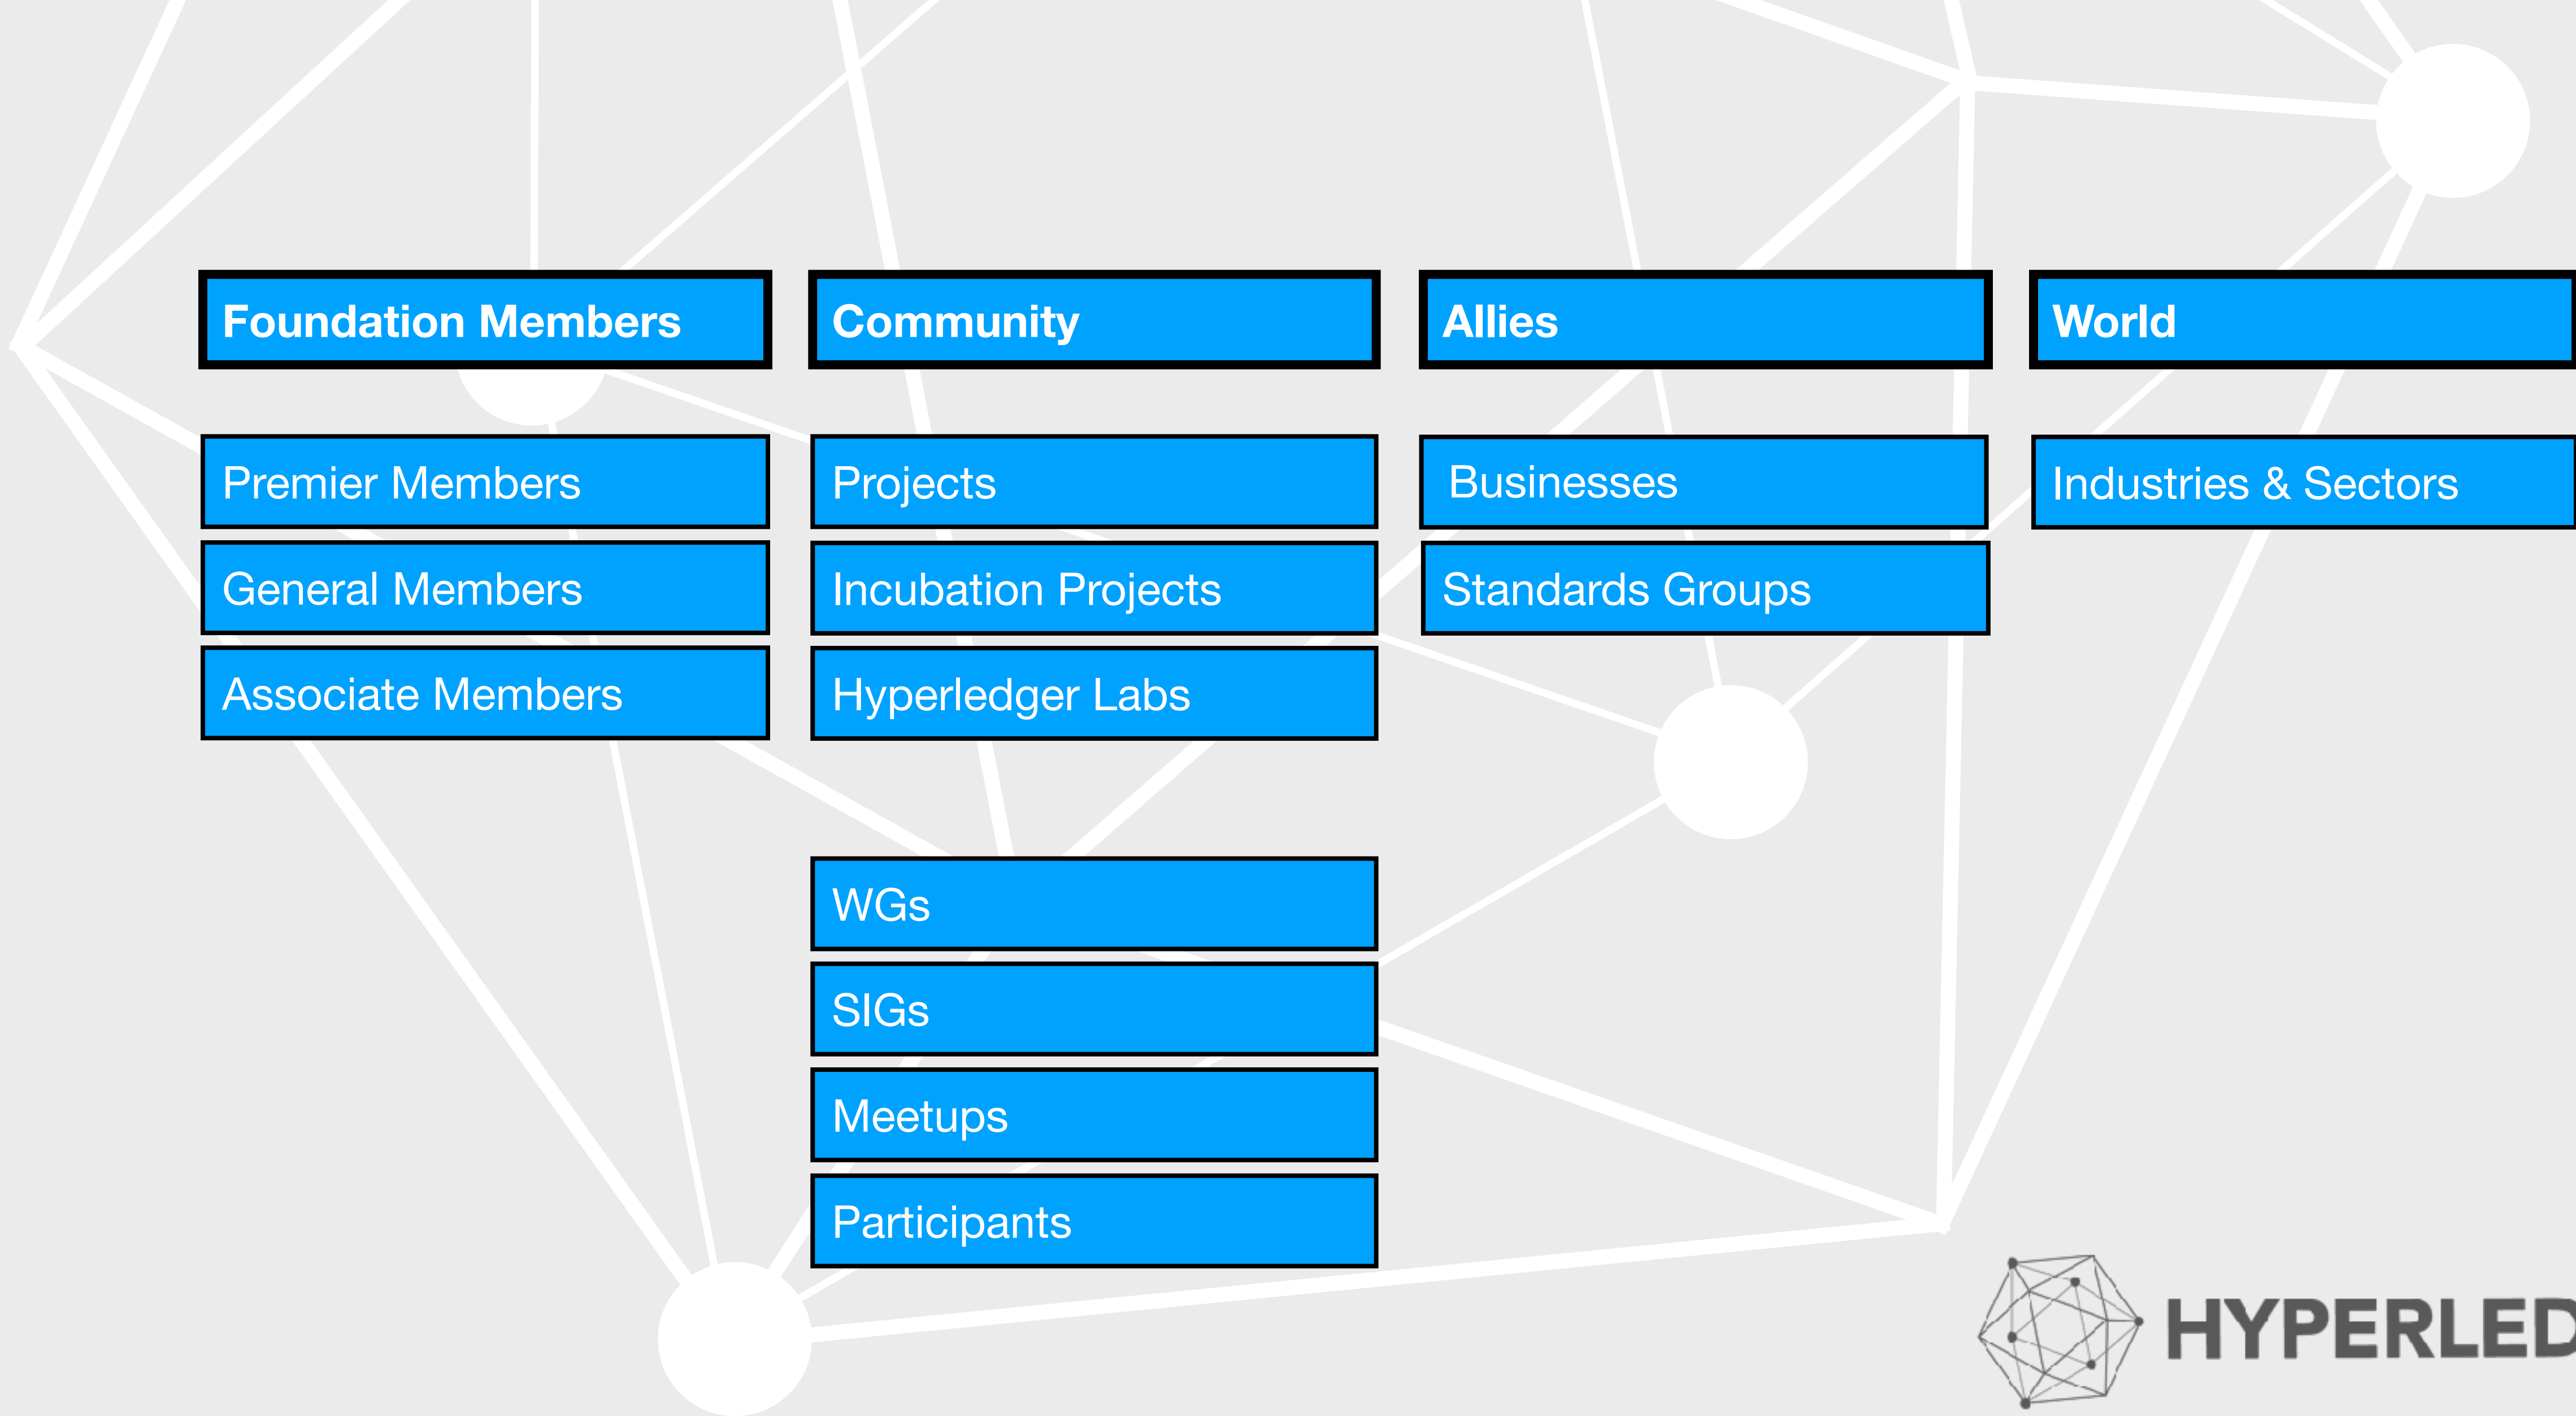 Foundation Members
Community
Allies
World
Premier Members
General Members
Associate Members
Projects
Incubation Projects
Hyperledger Labs
WGs
SIGs
Meetups
Participants
Businesses
Standards Groups
Industries & Sectors
HYPERLED